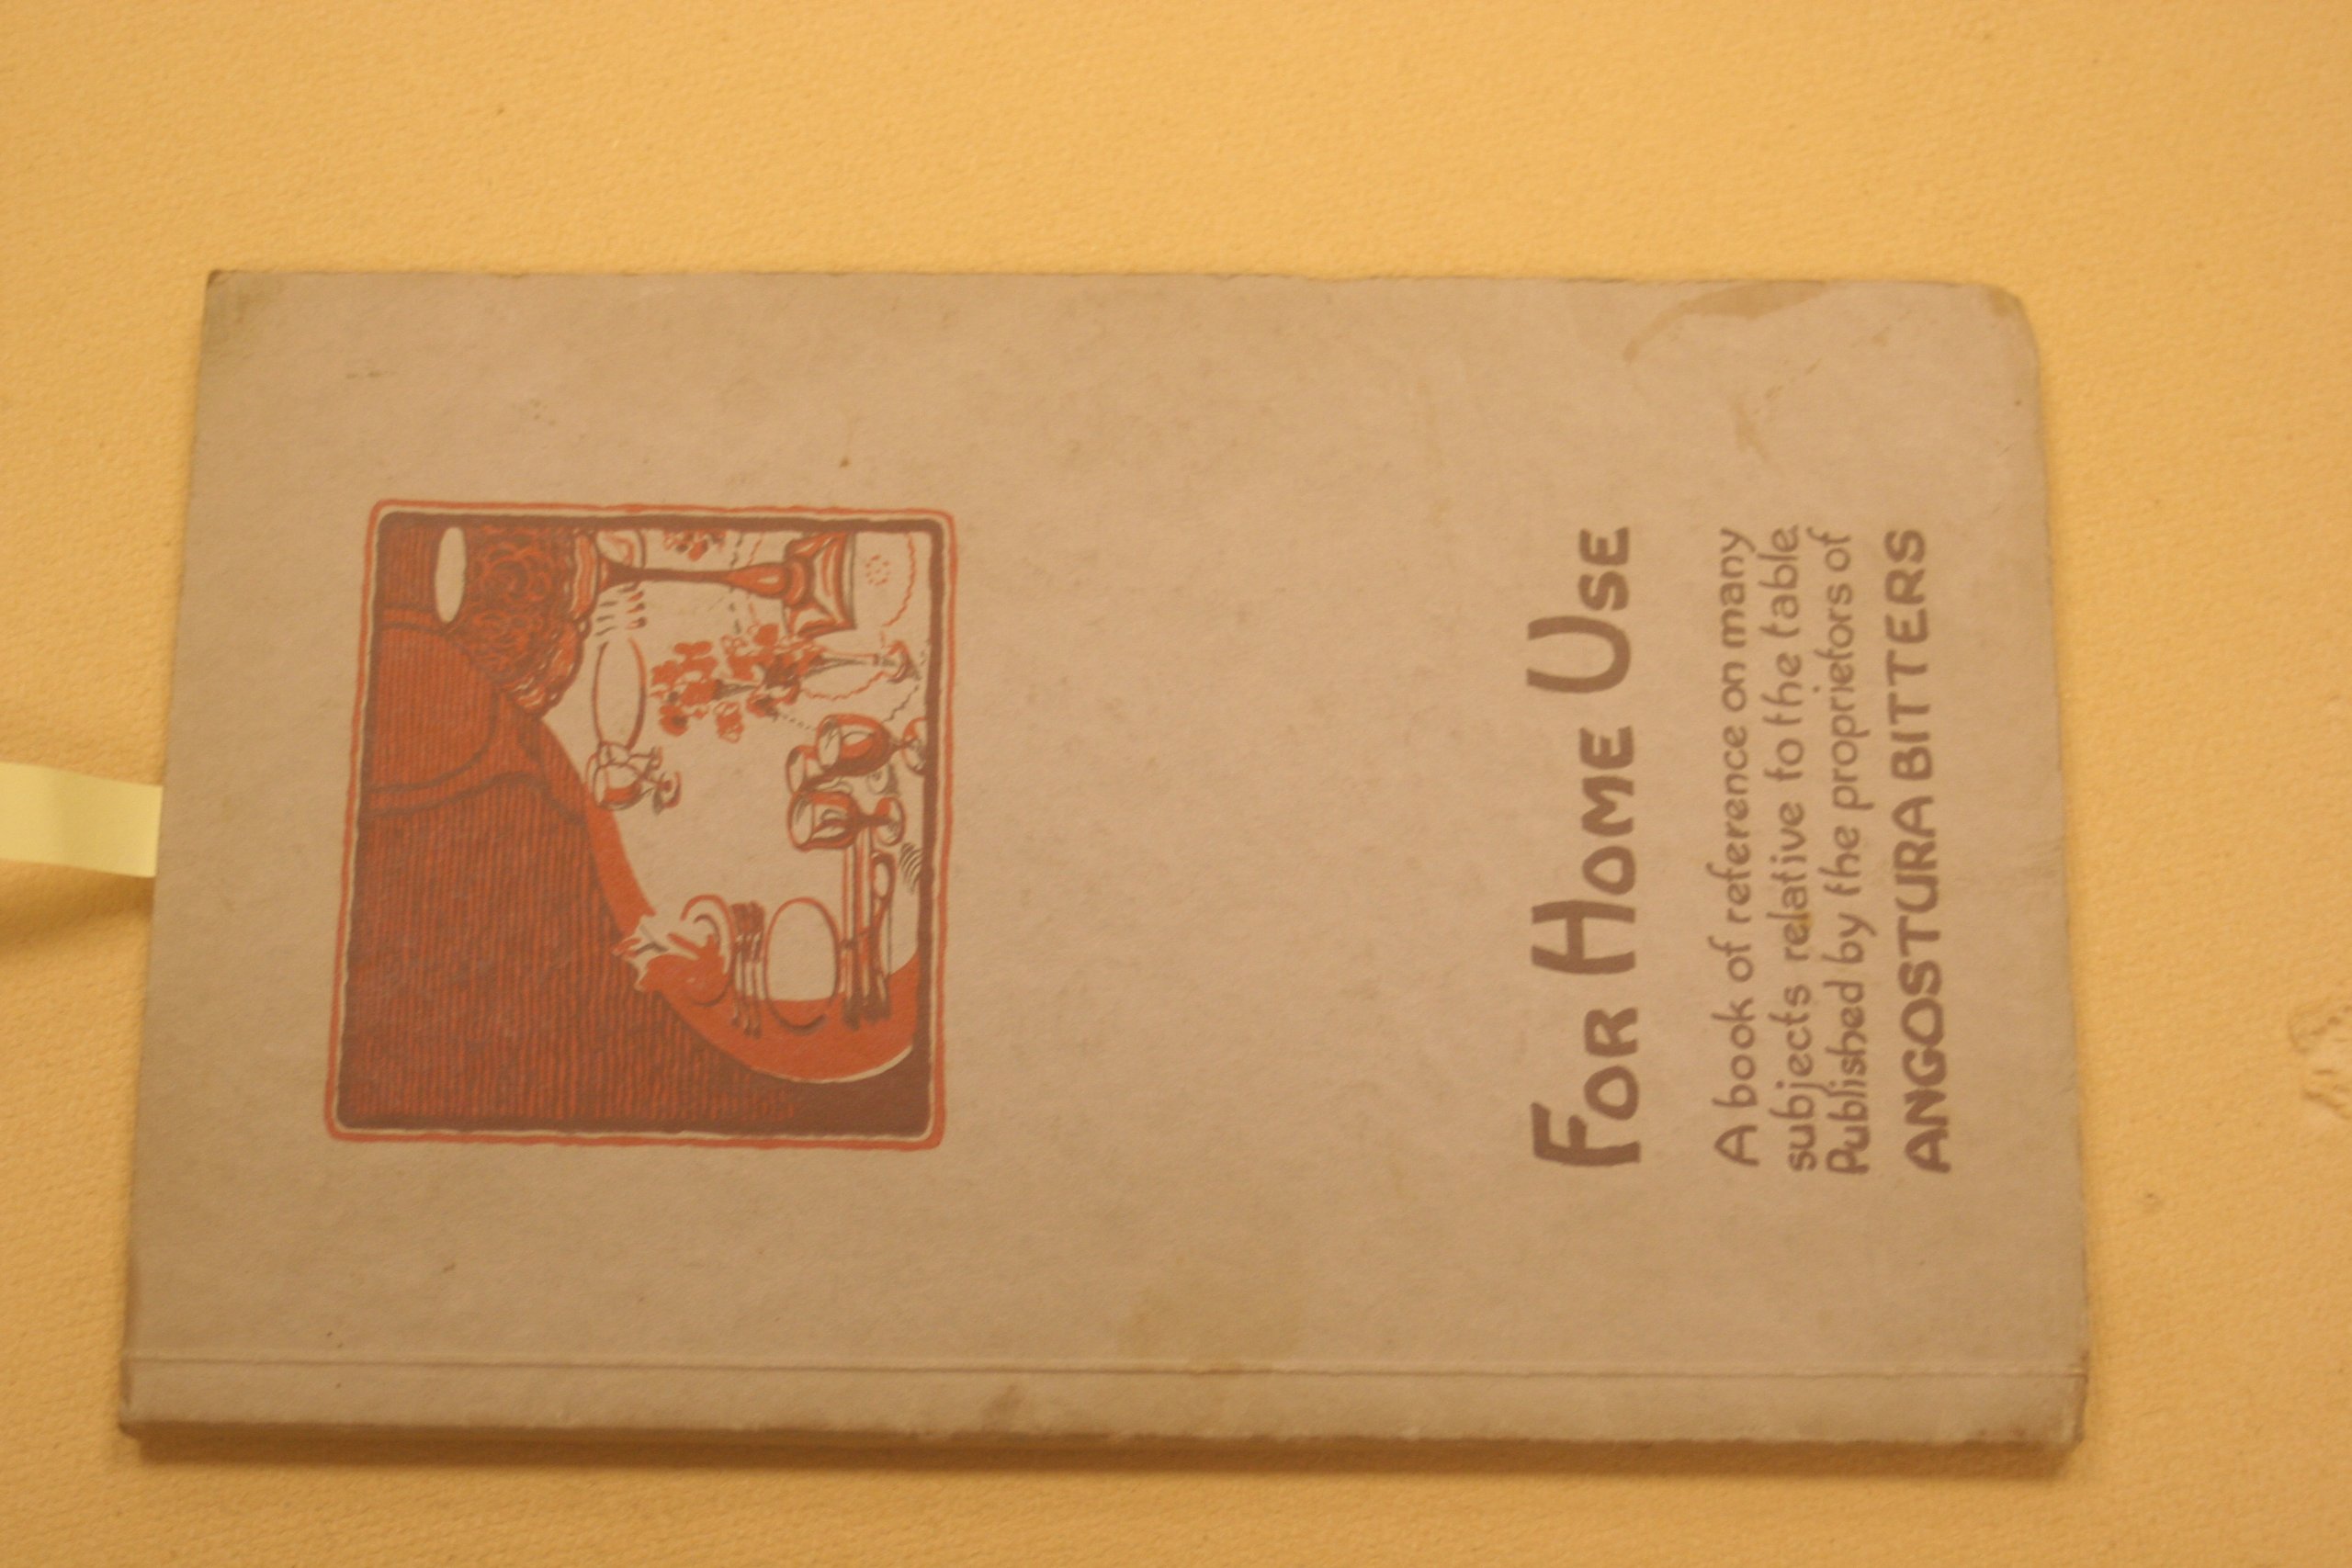 For Home Use
A book of reference on many
subjects relative to the table.
Published by the proprietors of
ANGOSTURA BITTERS